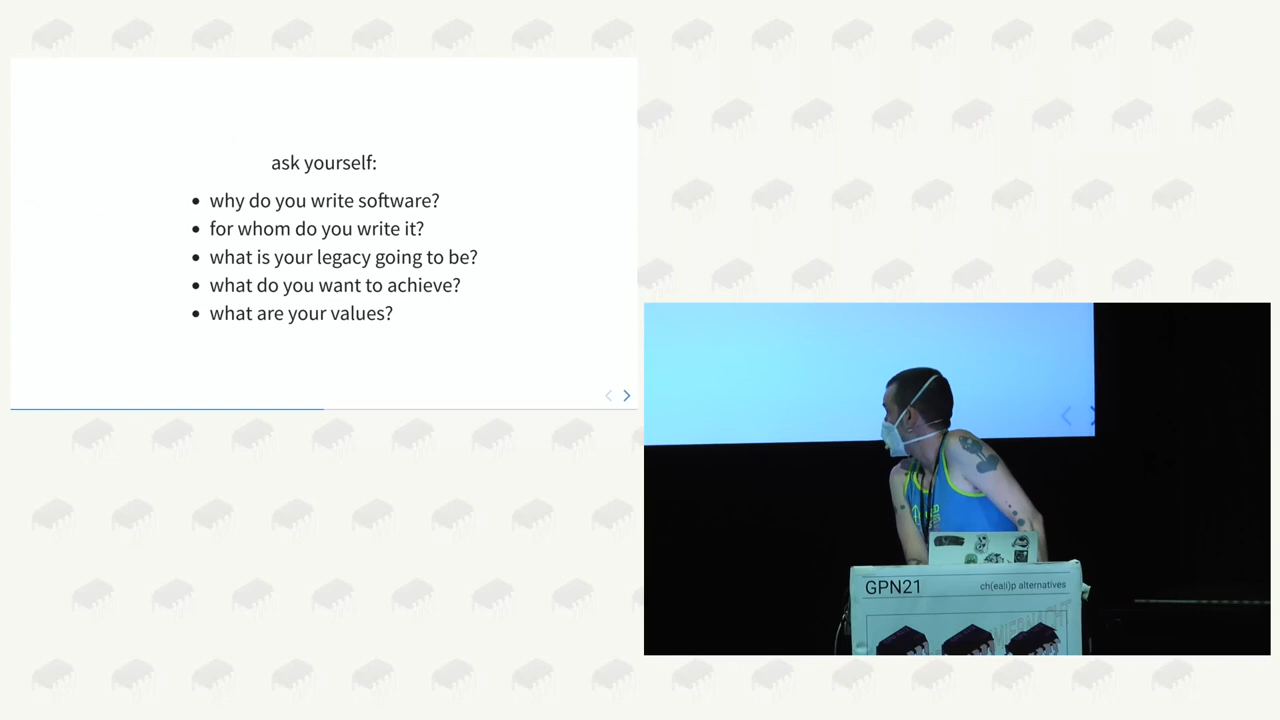 ask yourself:
• why do you write software?
• for whom do you write it?
• what is your legacy going to be?
• what do you want to achieve?
• what are your values?
GPN21
ch(ea|i)p alternatives